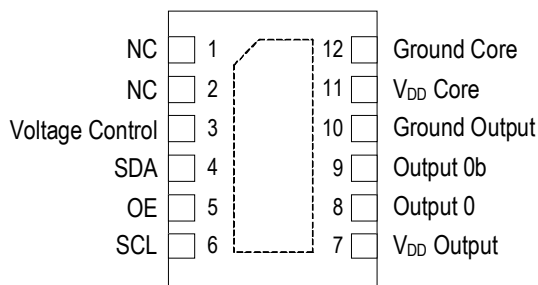 NC 1 12 Ground Core
NC 2 11 VDD Core
Voltage Control 3 10 Ground Output
SDA 4 9 Output 0b
OE 5 8 Output 0
SCL 6 7 VDD Output